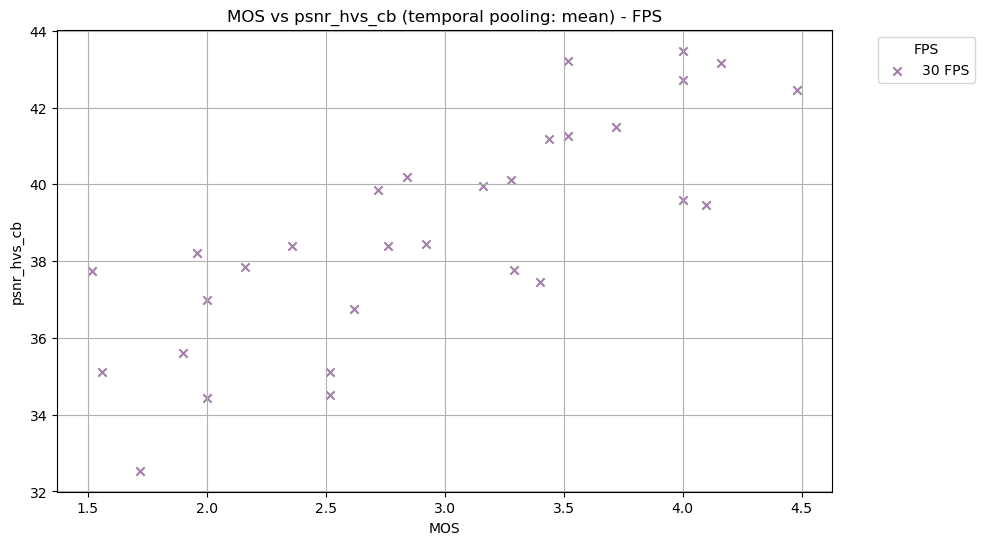 MOS vs psnr_hvs_cb (temporal pooling: mean) - FPS
FPS
30 FPS
psnr_hvs_cb
44
42
40
38
36
34
32
1.5 2.0 2.5 3.0 3.5 4.0 4.5
MOS